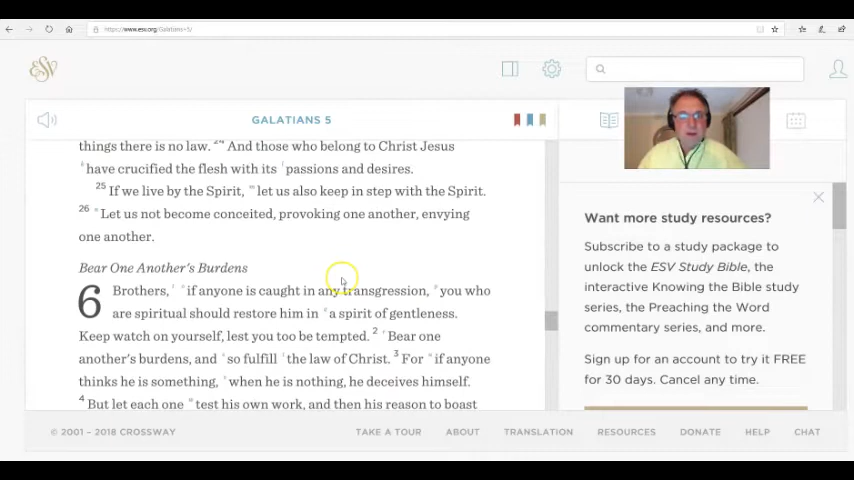 https://www.esv.org/Galatians+5/
ESV
GALATIANS 5
things there is no law. 24 And those who belong to Christ Jesus
have crucified the flesh with its passions and desires.
25 If we live by the Spirit, let us also keep in step with the Spirit.
26 Let us not become conceited, provoking one another, envying
one another.
Bear One Another's Burdens
6 Brothers, if anyone is caught in any transgression, you who
are spiritual should restore him in a spirit of gentleness.
Keep watch on yourself, lest you too be tempted. 2 Bear one
another's burdens, and so fulfill the law of Christ. 3 For if anyone
thinks he is something, when he is nothing, he deceives himself.
4 But let each one test his own work, and then his reason to boast
Want more study resources?
Subscribe to a study package to
unlock the ESV Study Bible, the
interactive Knowing the Bible study
series, the Preaching the Word
commentary series, and more.
Sign up for an account to try it FREE
for 30 days. Cancel any time.
© 2001 – 2018 CROSSWAY
TAKE A TOUR
ABOUT
TRANSLATION
RESOURCES
DONATE
HELP
CHAT